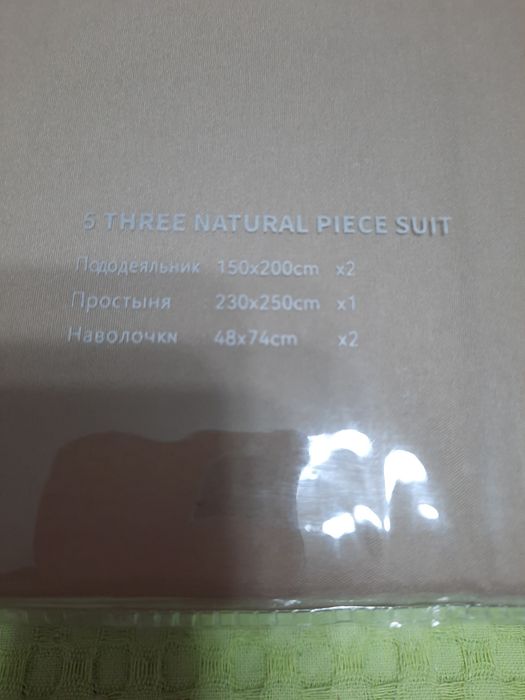 5 THREE NATURAL PIECE SUIT
Пододеяльник 150x200cm x2
Простыня 230x250cm x1
Наволочки 48x74cm x2